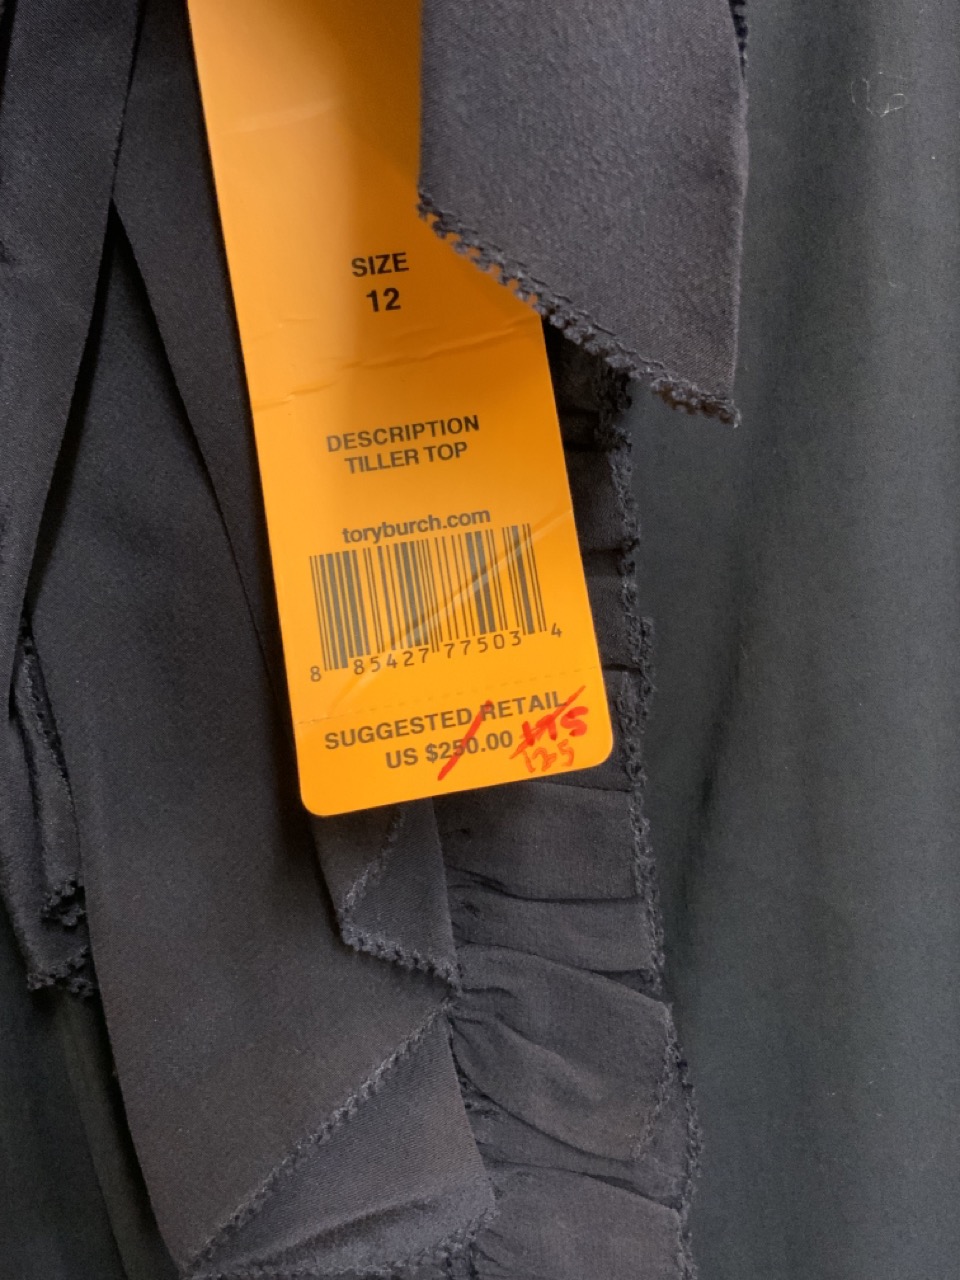 SIZE
12
DESCRIPTION
TILLER TOP
toryburch.com
8 85427 77503 4
SUGGESTED RETAIL
US $250.00 175
125